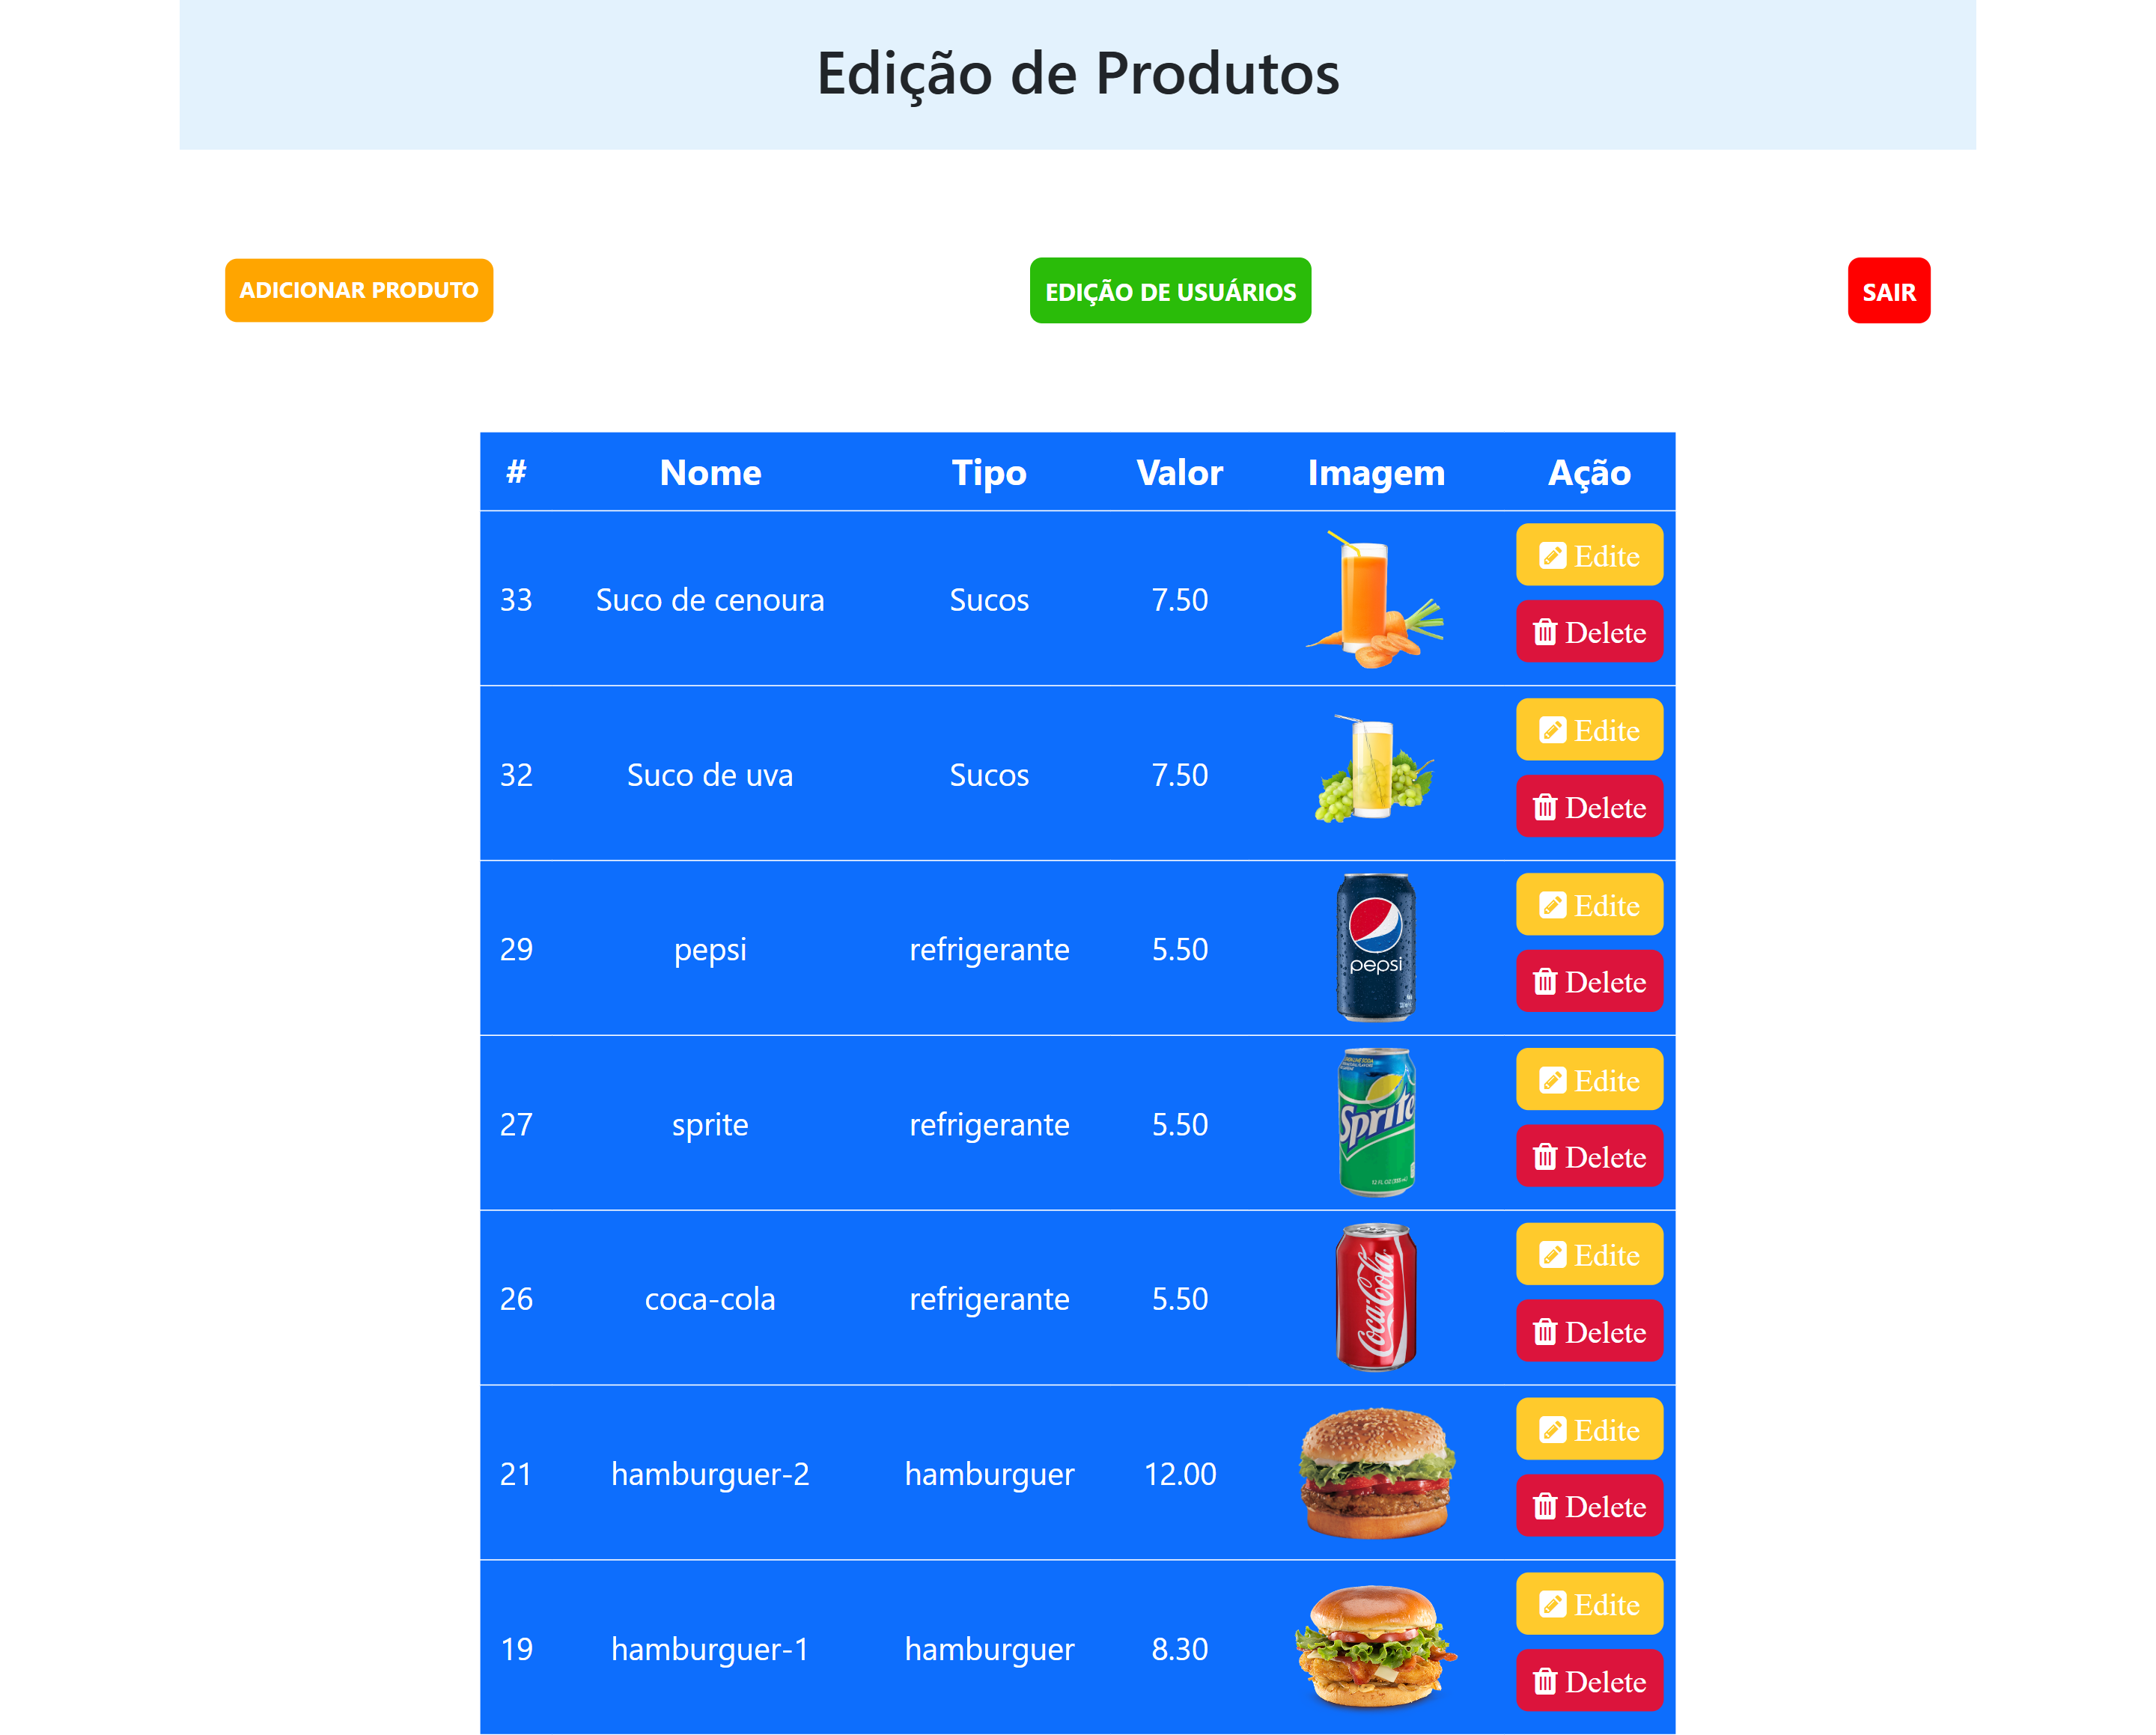 Edição de Produtos
ADICIONAR PRODUTO EDIÇÃO DE USUÁRIOS SAIR
# Nome Tipo Valor Imagem Ação
33 Suco de cenoura Sucos 7.50 Edite
Delete
32 Suco de uva Sucos 7.50 Edite
Delete
29 pepsi refrigerante 5.50 pepsi Edite
Delete
27 sprite refrigerante 5.50 Sprite Edite
Delete
26 coca-cola refrigerante 5.50 Coca-Cola Edite
Delete
21 hamburguer-2 hamburguer 12.00 Edite
Delete
19 hamburguer-1 hamburguer 8.30 Edite
Delete